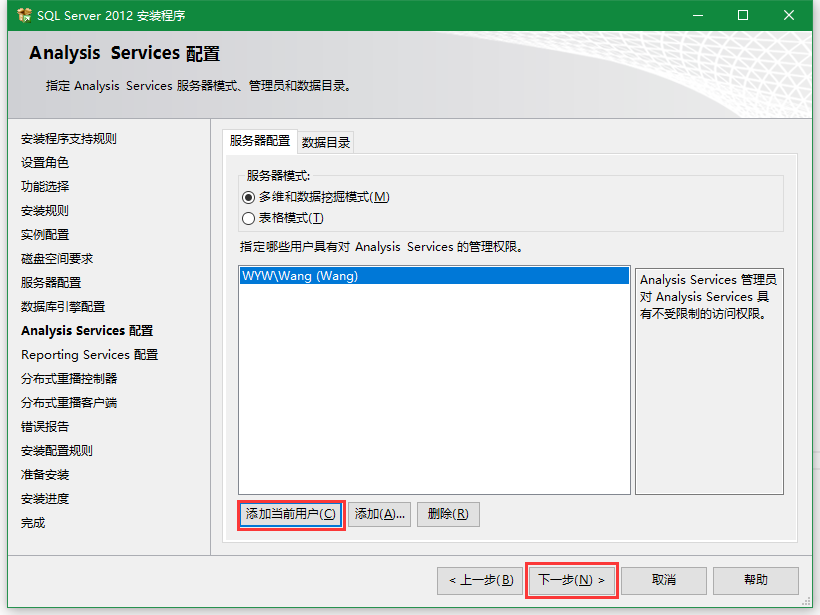 SQL Server 2012 安装程序
Analysis Services 配置
指定 Analysis Services 服务器模式、管理员和数据目录。
安装程序支持规则
设置角色
功能选择
安装规则
实例配置
磁盘空间要求
服务器配置
数据库引擎配置
Analysis Services 配置
Reporting Services 配置
分布式重播控制器
分布式重播客户端
错误报告
安装配置规则
准备安装
安装进度
完成
服务器配置 数据目录
服务器模式:
多维和数据挖掘模式(M)
表格模式(T)
指定哪些用户具有对 Analysis Services 的管理权限。
WYW\Wang (Wang)
Analysis Services 管理员
对 Analysis Services 具
有不受限制的访问权限。
添加当前用户(C) 添加(A)... 删除(R)
< 上一步(B) 下一步(N) > 取消 帮助